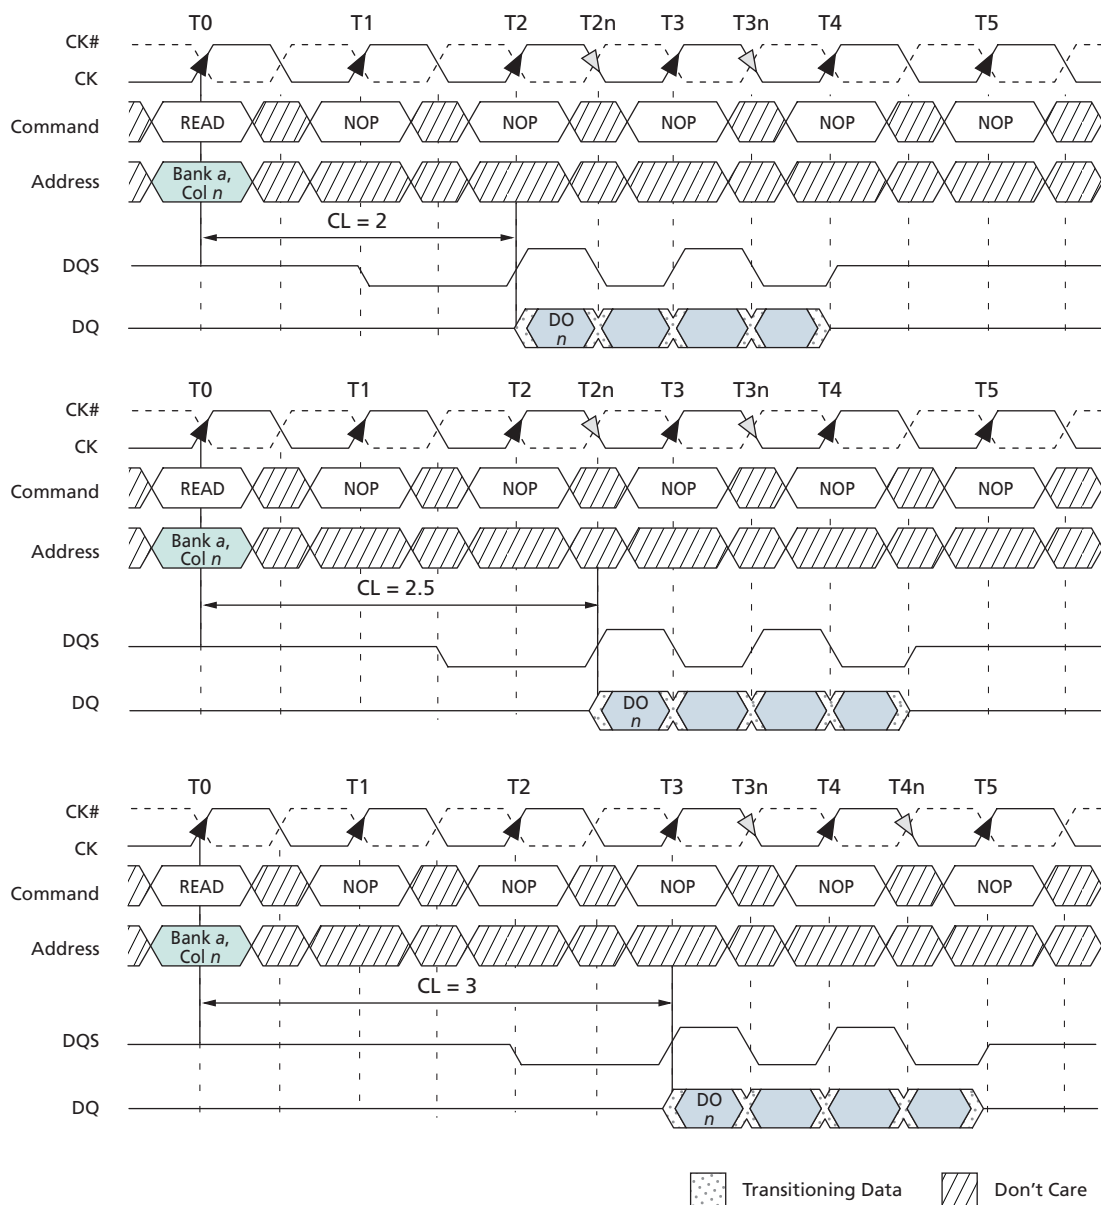 T0 T1 T2 T2n T3 T3n T4 T5
CK#
CK
Command READ NOP NOP NOP NOP NOP
Address Bank a,
Col n
CL = 2
DQS
DQ DO
n
T0 T1 T2 T2n T3 T3n T4 T5
CK#
CK
Command READ NOP NOP NOP NOP NOP
Address Bank a,
Col n
CL = 2.5
DQS
DQ DO
n
T0 T1 T2 T3 T3n T4 T4n T5
CK#
CK
Command READ NOP NOP NOP NOP NOP
Address Bank a,
Col n
CL = 3
DQS
DQ DO
n
Transitioning Data Don't Care